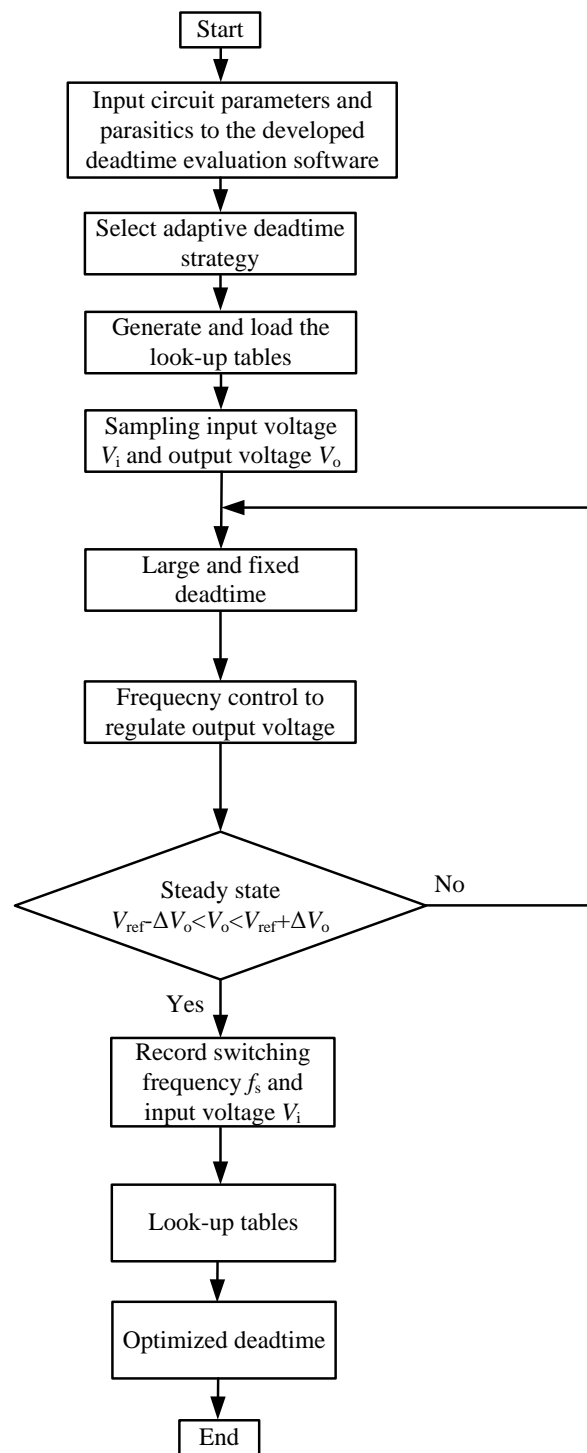 Start
Input circuit parameters and
parasitics to the developed
deadtime evaluation software
Select adaptive deadtime
strategy
Generate and load the
look-up tables
Sampling input voltage
Vi and output voltage Vo
Large and fixed
deadtime
Frequecny control to
regulate output voltage
Steady state
Vref-ΔVo<Vo<Vref+ΔVo
No
Yes
Record switching
frequency fs and
input voltage Vi
Look-up tables
Optimized deadtime
End